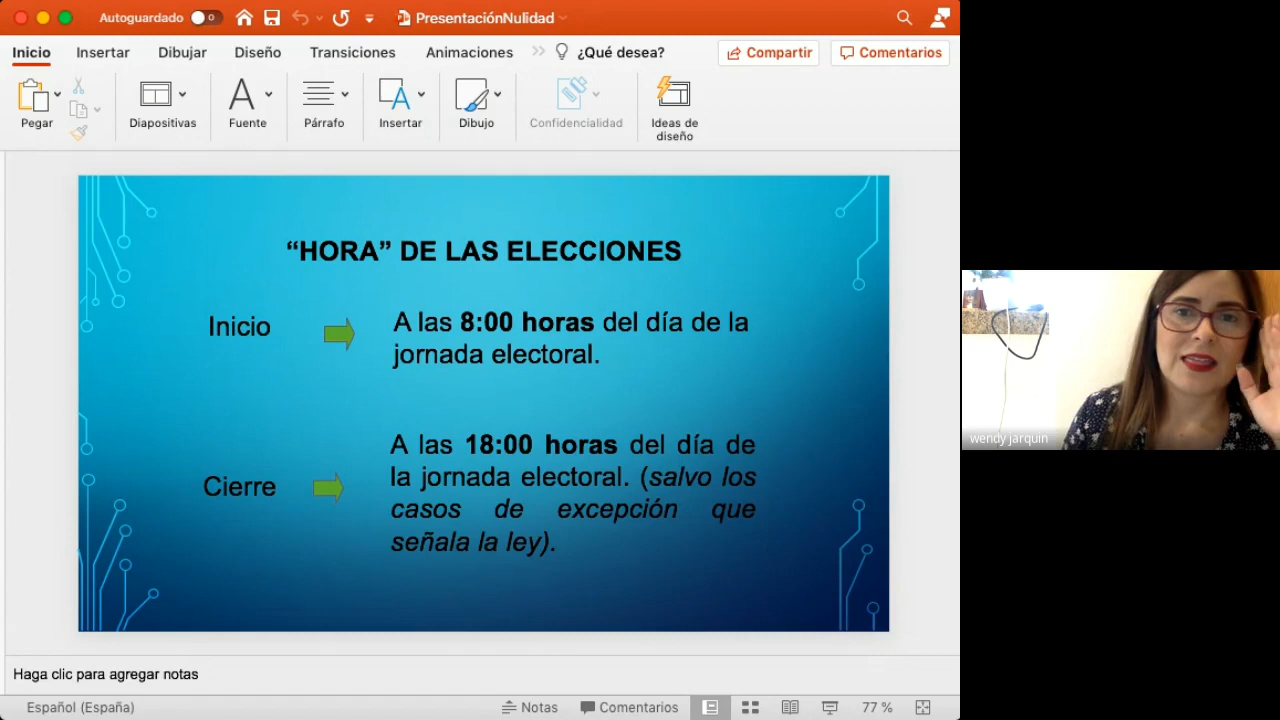 Autoguardado
PresentaciónNulidad
Inicio Insertar Dibujar Diseño Transiciones Animaciones ¿Qué desea? Compartir Comentarios
Pegar Diapositivas Fuente Párrafo Insertar Dibujo Confidencialidad Ideas de
diseño
“HORA” DE LAS ELECCIONES
Inicio
A las 8:00 horas del día de la
jornada electoral.
Cierre
A las 18:00 horas del día de
la jornada electoral. (salvo los
casos de excepción que
señala la ley).
wendy jarquin
Haga clic para agregar notas
Español (España) Notas Comentarios 77 %